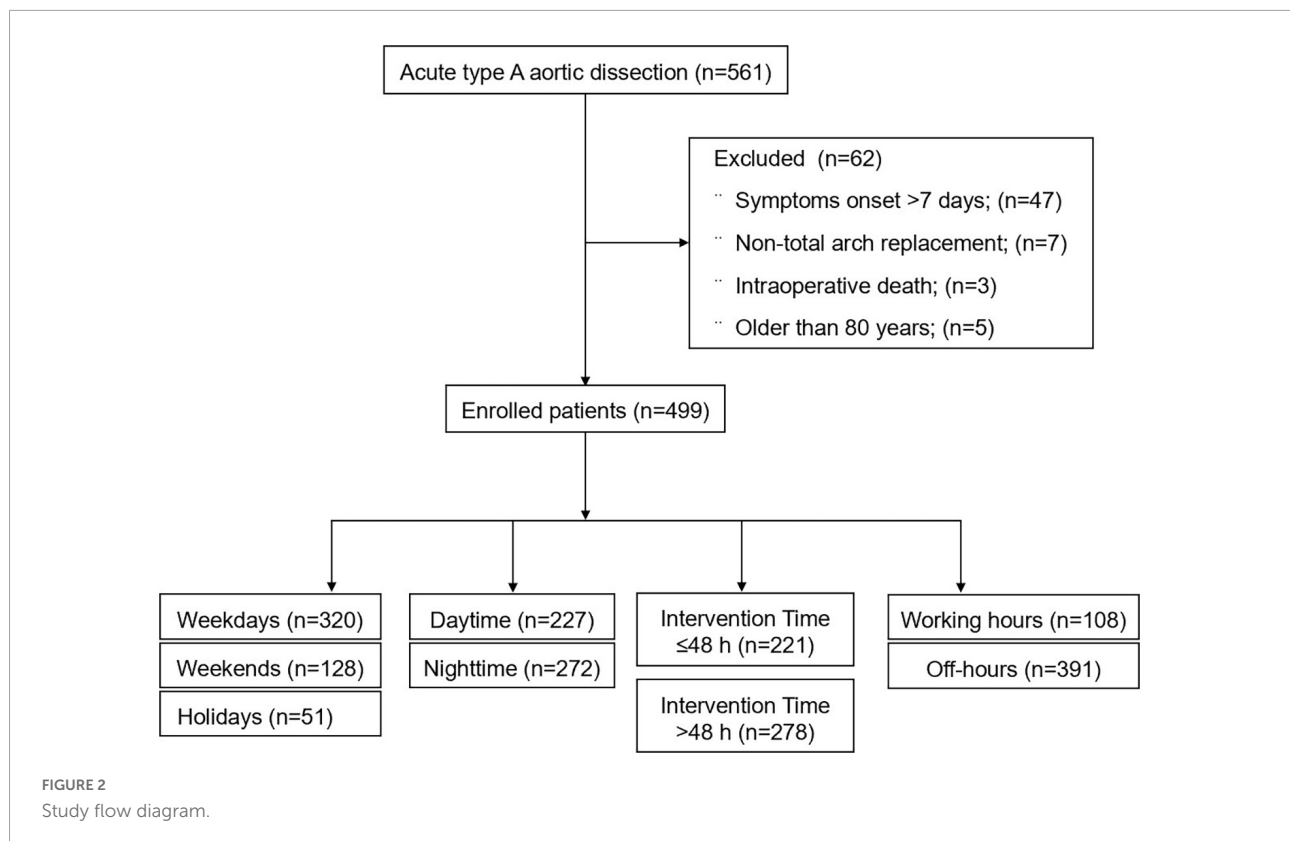 Acute type A aortic dissection (n=561)
Excluded (n=62)
¨ Symptoms onset >7 days; (n=47)
¨ Non-total arch replacement; (n=7)
¨ Intraoperative death; (n=3)
¨ Older than 80 years; (n=5)
Enrolled patients (n=499)
Weekdays (n=320)
Weekends (n=128)
Holidays (n=51)
Daytime (n=227)
Nighttime (n=272)
Intervention Time
≤48 h (n=221)
Intervention Time
>48 h (n=278)
Working hours (n=108)
Off-hours (n=391)
FIGURE 2
Study flow diagram.